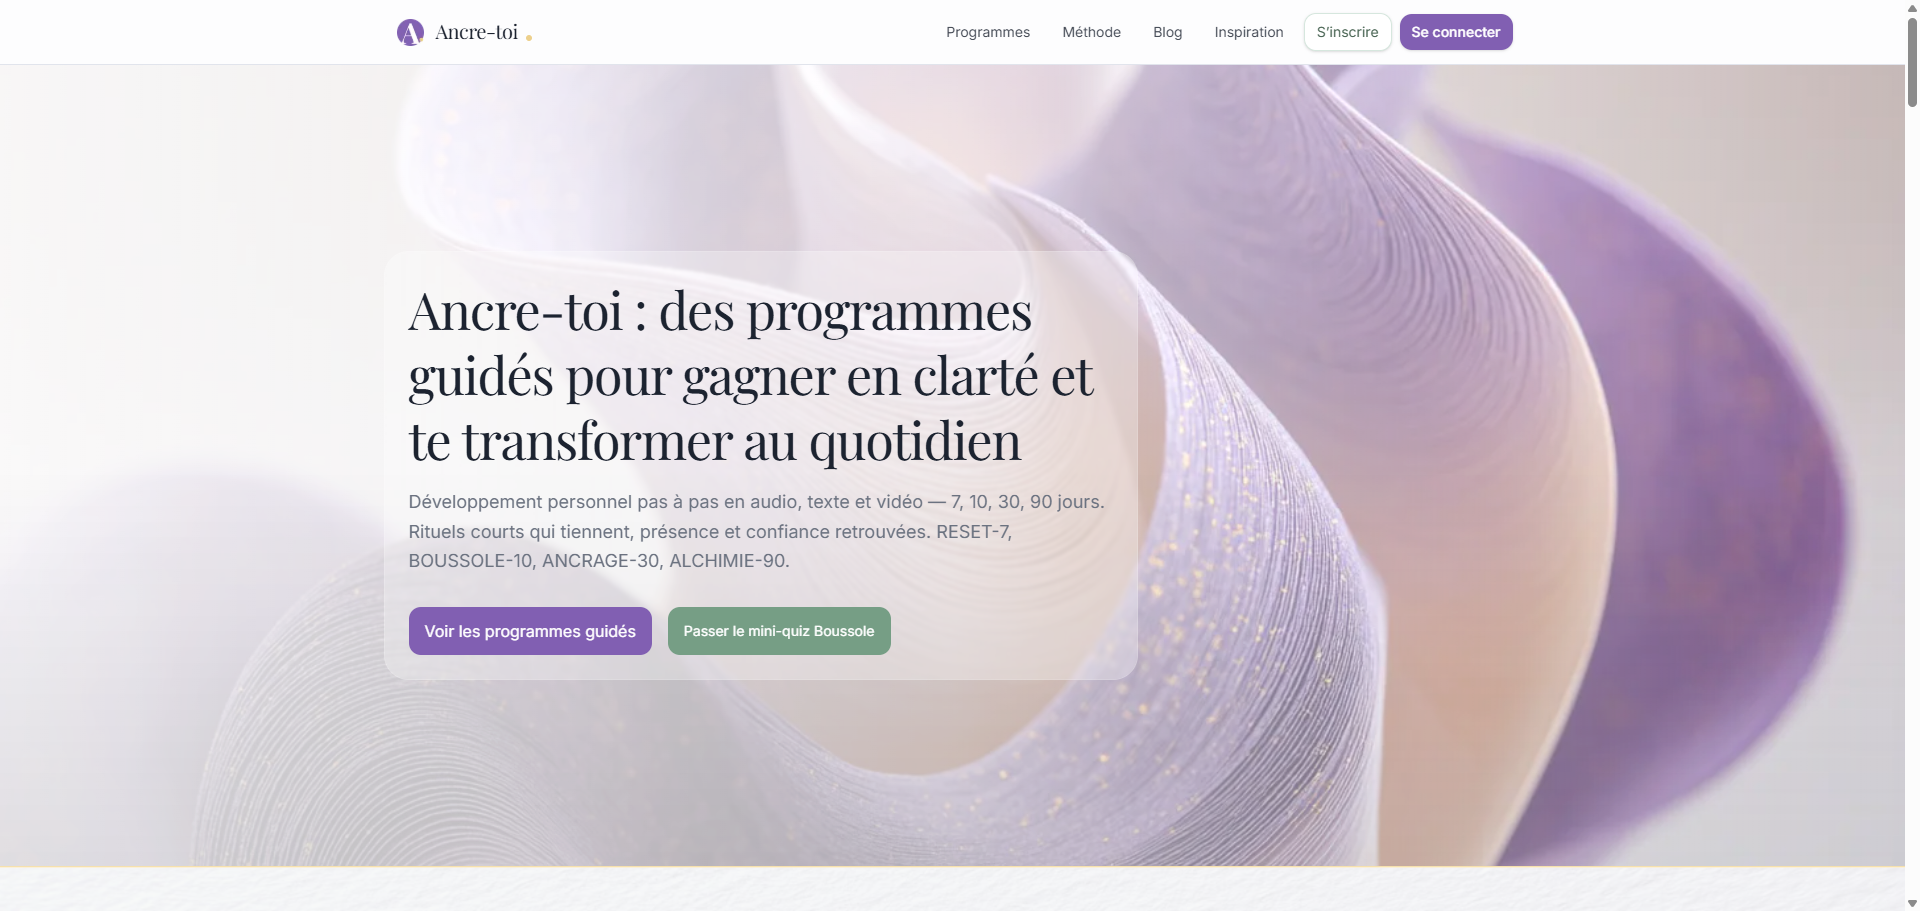 Ancre-toi
Programmes
Méthode
Blog
Inspiration
S'inscrire
Se connecter
Ancre-toi : des programmes
guidés pour gagner en clarté et
te transformer au quotidien
Développement personnel pas à pas en audio, texte et vidéo — 7, 10, 30, 90 jours.
Rituels courts qui tiennent, présence et confiance retrouvées. RESET-7,
BOUSSOLE-10, ANCRAGE-30, ALCHIMIE-90.
Voir les programmes guidés
Passer le mini-quiz Boussole